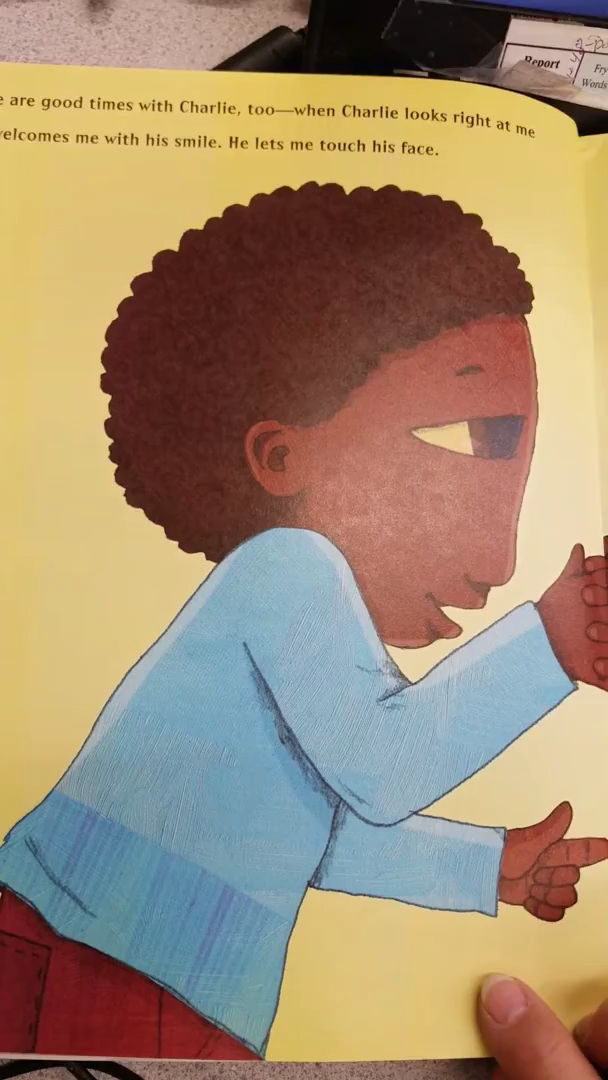 are good times with Charlie, too—when Charlie looks right at me
me with his smile. He lets me touch his face.
Report
Fry
Words